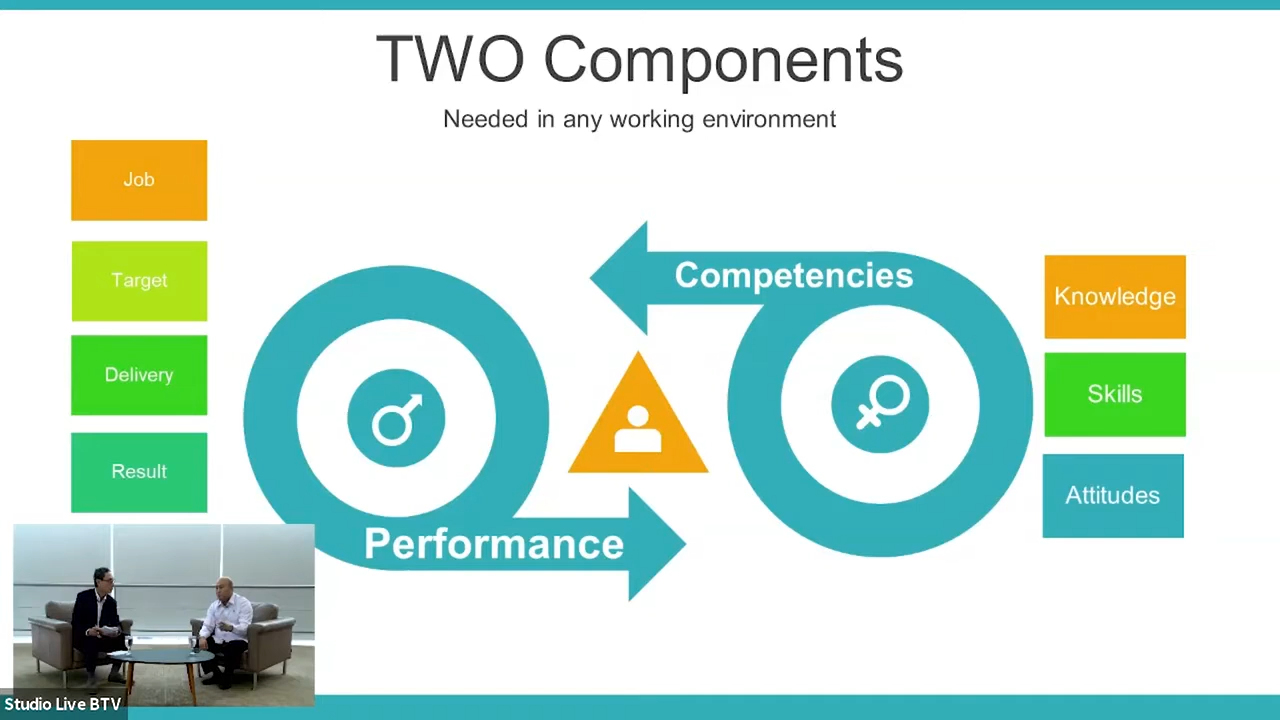 TWO Components
Needed in any working environment
Job
Target
Delivery
Result
Competencies
Performance
Knowledge
Skills
Attitudes
Studio Live BTV